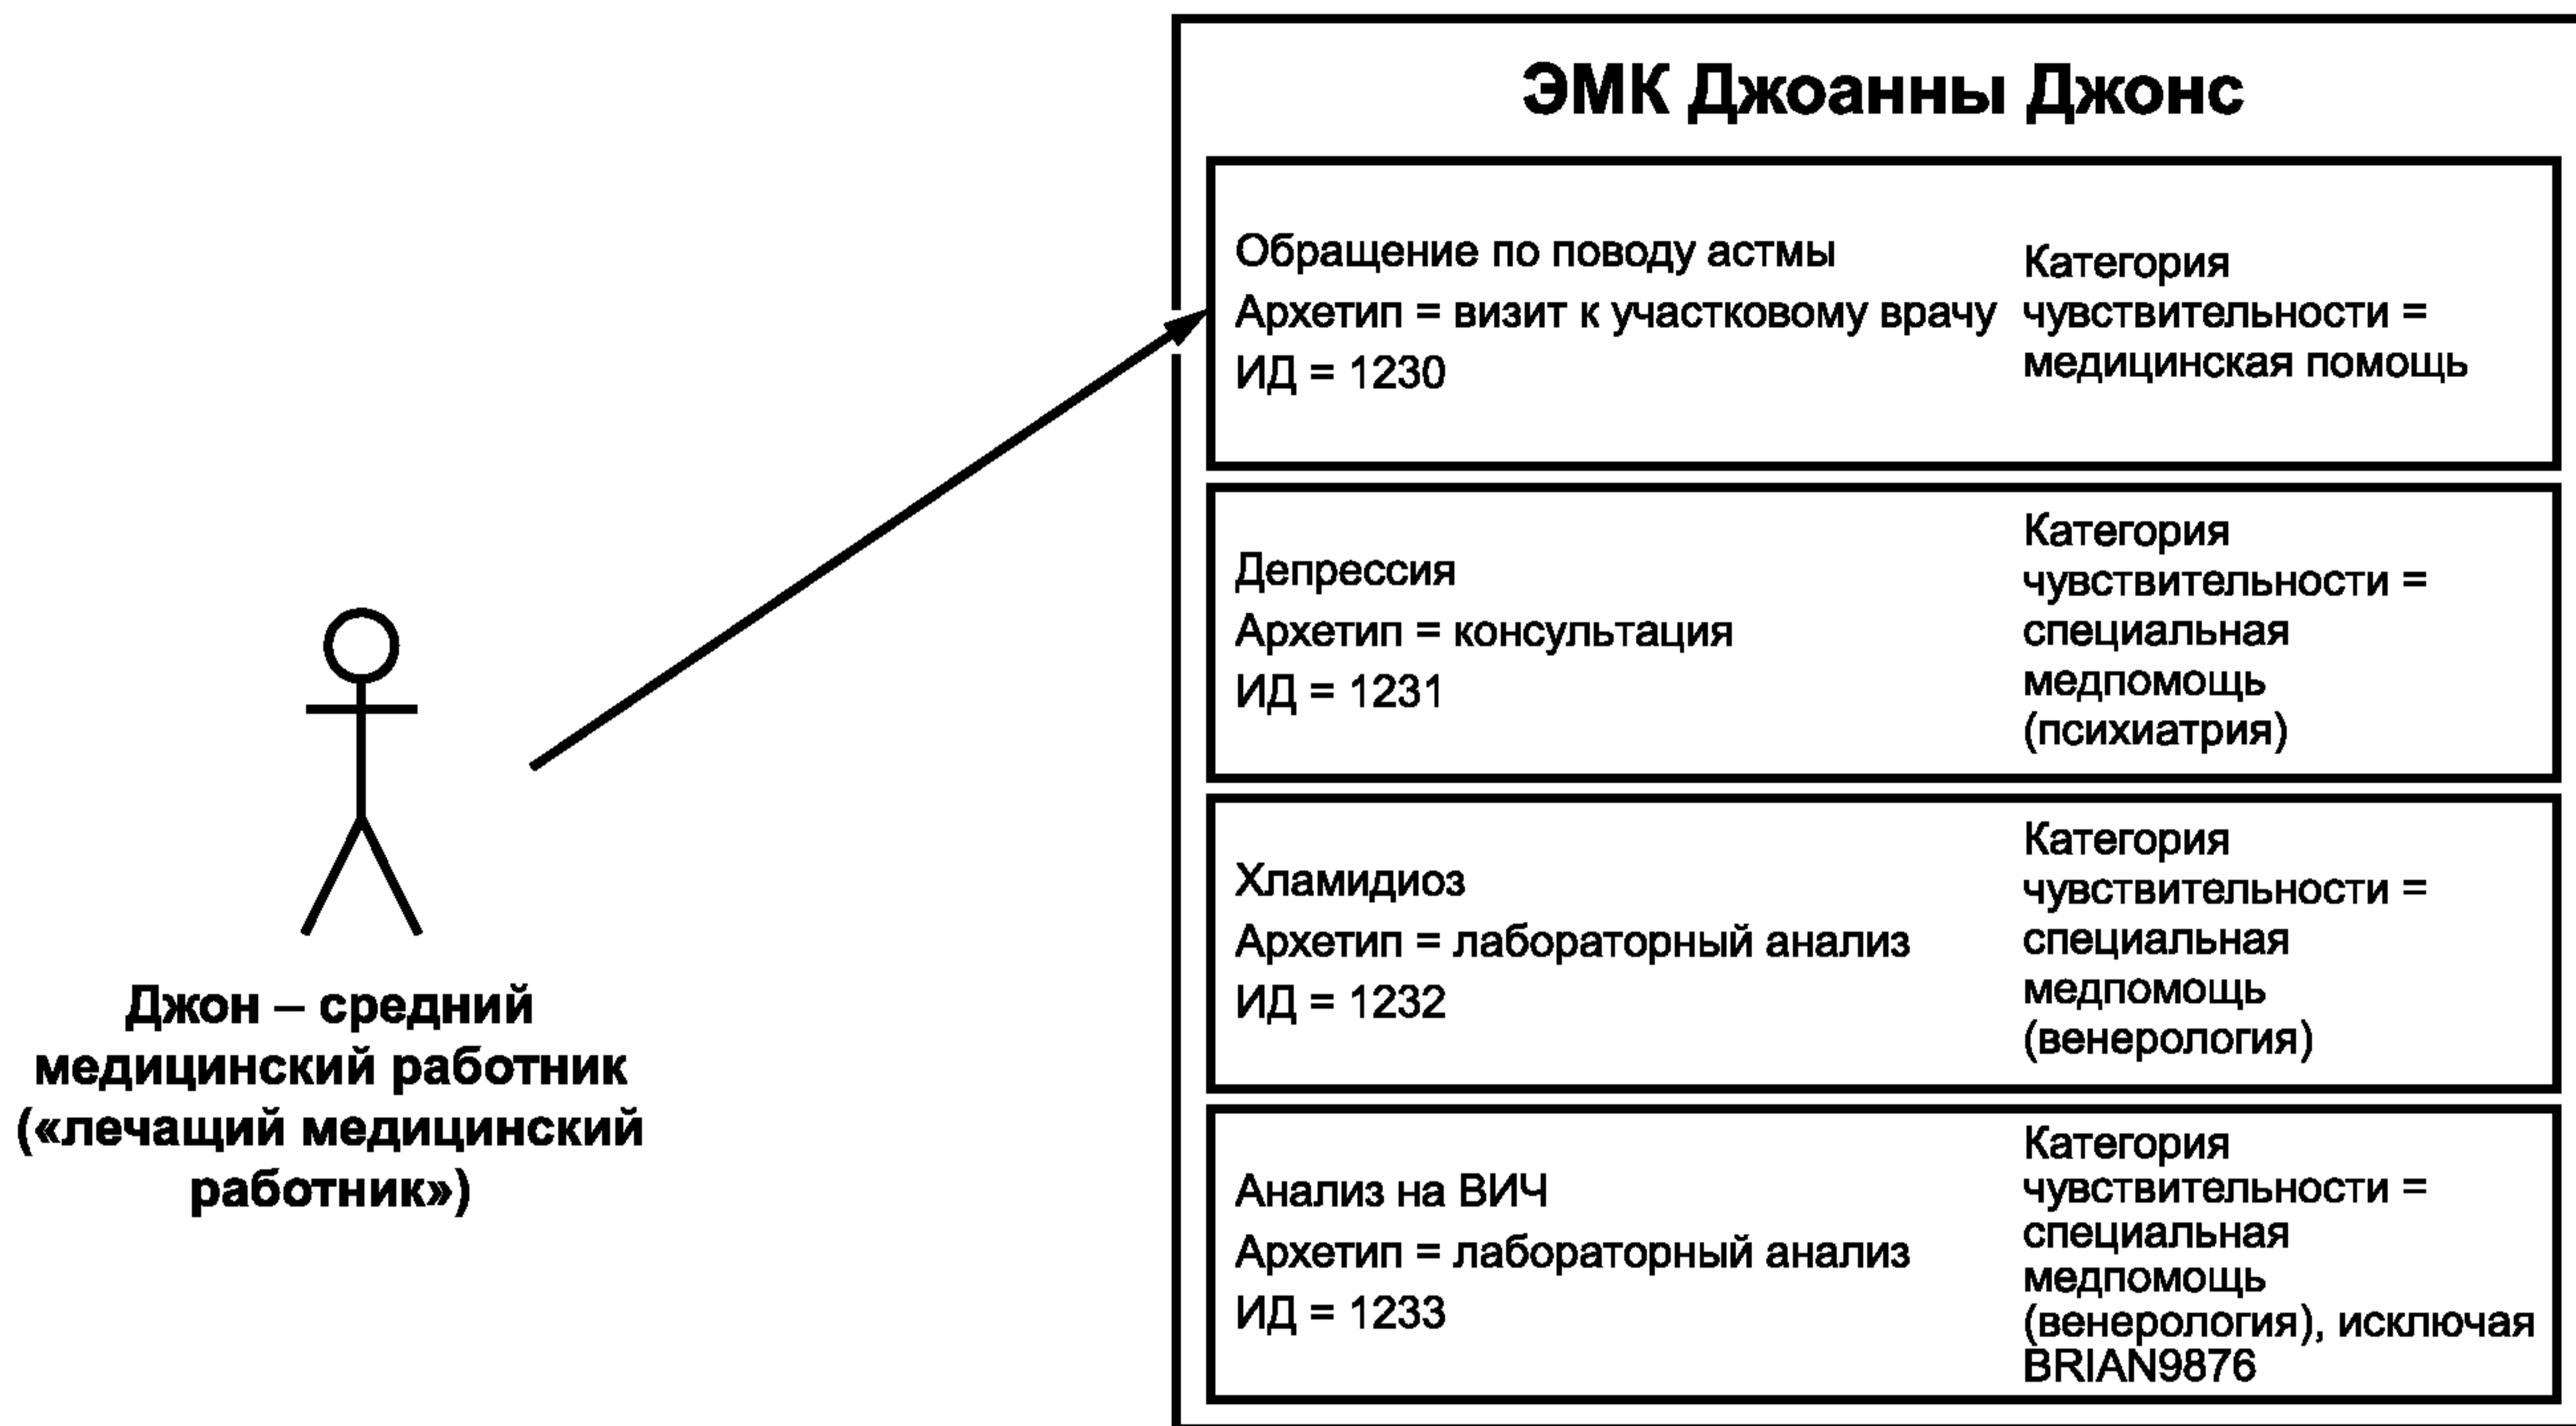 ЭМК Джоанны Джонс
Обращение по поводу астмы
Архетип = визит к участковому врачу
ИД = 1230
Категория
чувствительности =
медицинская помощь
Депрессия
Архетип = консультация
ИД = 1231
Категория
чувствительности =
специальная
медпомощь
(психиатрия)
Хламидиоз
Архетип = лабораторный анализ
ИД = 1232
Категория
чувствительности =
специальная
медпомощь
(венерология)
Анализ на ВИЧ
Архетип = лабораторный анализ
ИД = 1233
Категория
чувствительности =
специальная
медпомощь
(венерология), исключая
BRIAN9876
Джон – средний
медицинский работник
(«лечащий медицинский
работник»)